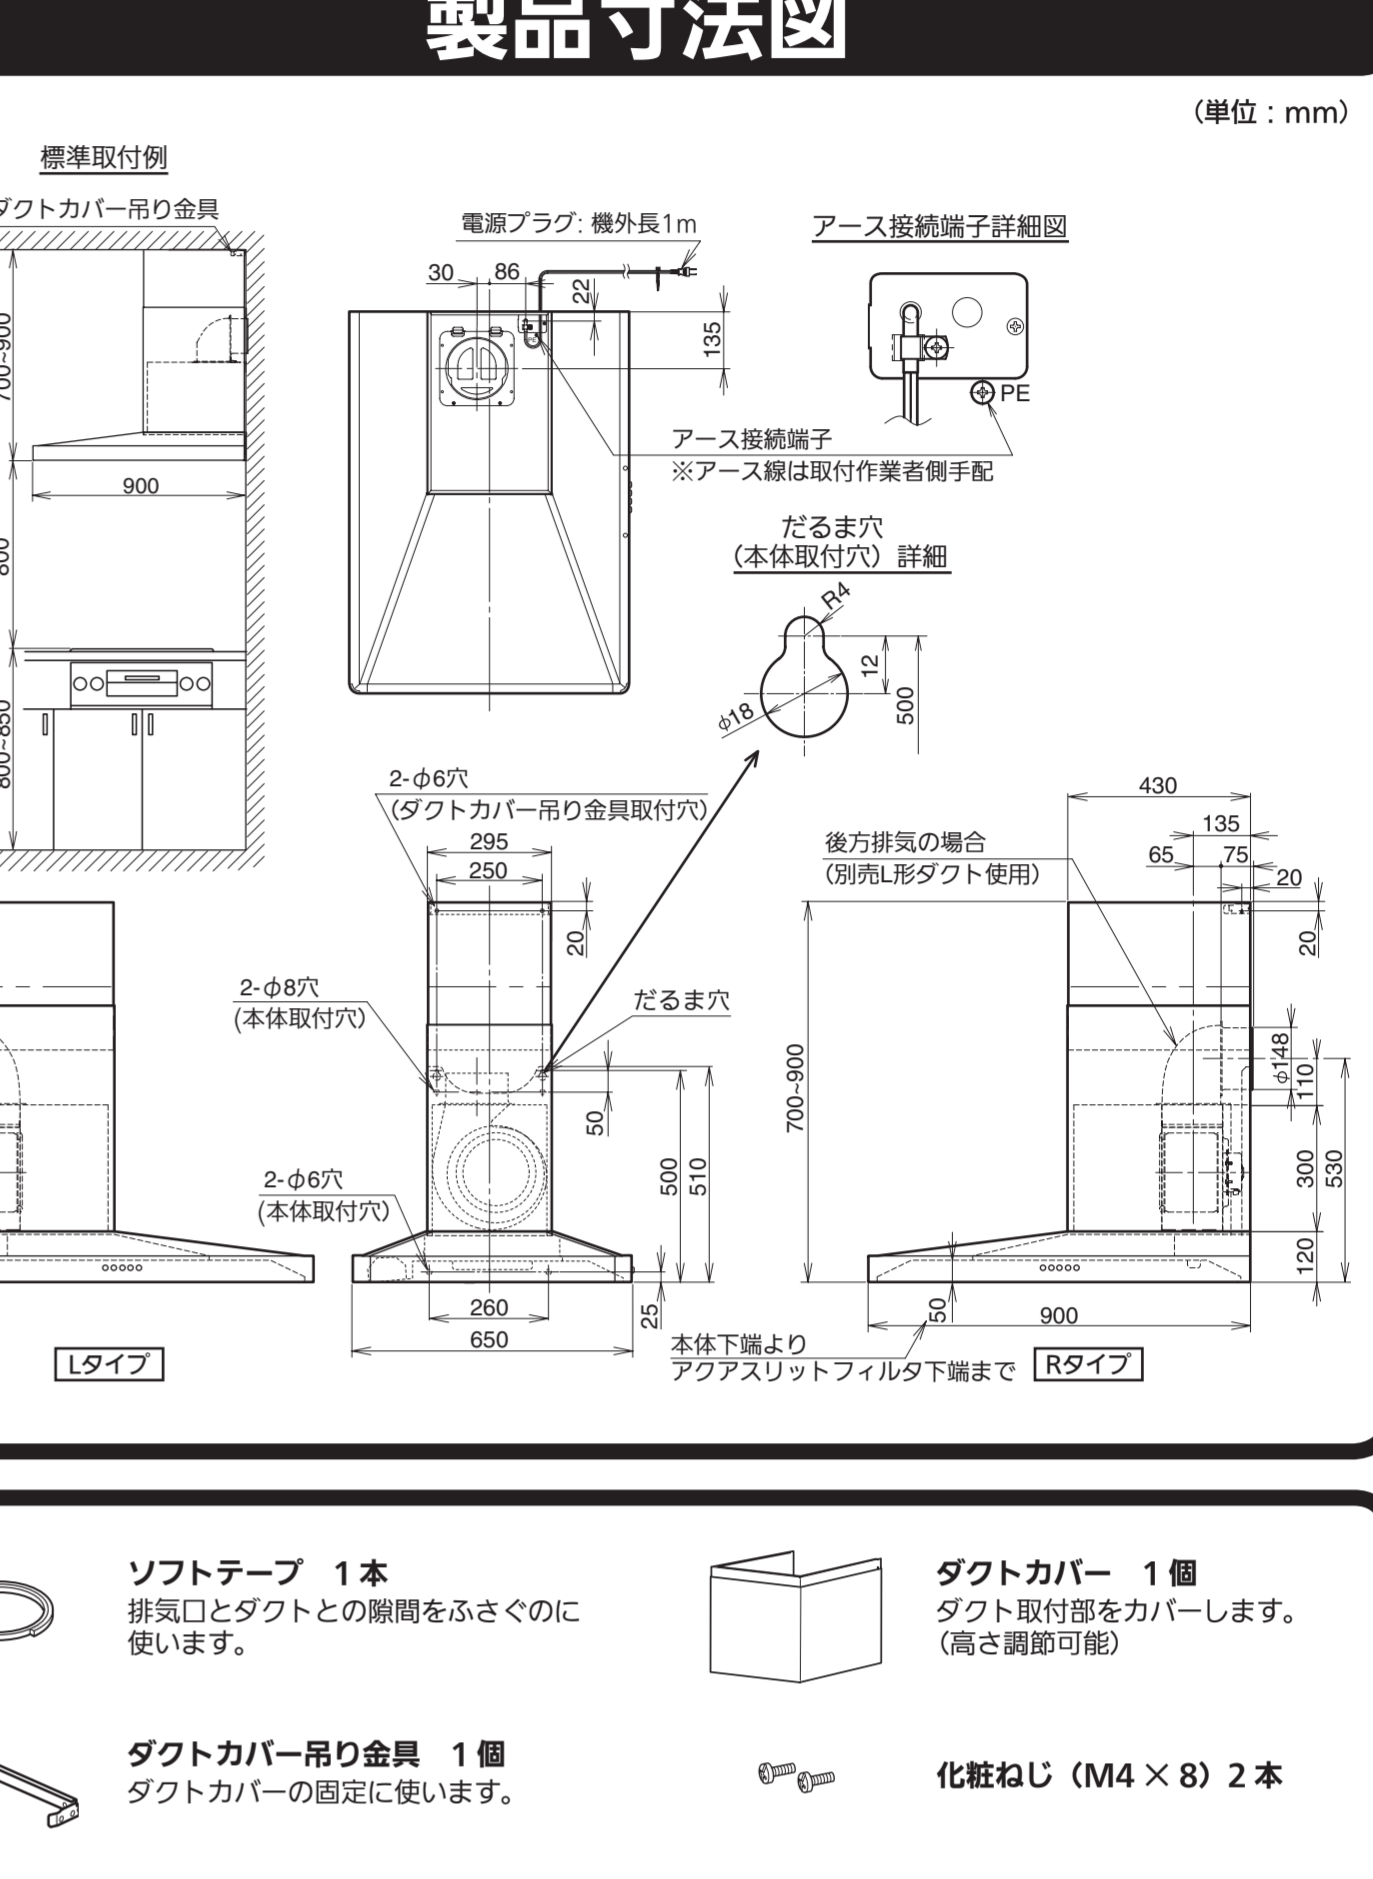 製品寸法図
（単位：mm）
標準取付例
ダクトカバー吊り金具
700~900
900
800
800~850
電源プラグ: 機外長1m
30
86
22
135
PE
アース接続端子
※アース線は取付作業者側手配
アース接続端子詳細図
PE
だるま穴
（本体取付穴）詳細
R4
12
500
φ18
2-φ6穴
（ダクトカバー吊り金具取付穴）
295
250
20
2-φ8穴
(本体取付穴）
だるま穴
50
500
510
2-φ6穴
(本体取付穴）
260
650
25
後方排気の場合
（別売L形ダクト使用）
430
135
65
75
20
20
700~900
φ148
110
300
530
120
50
900
本体下端より
アクアスリットフィルタ下端まで
Lタイプ
Rタイプ
ソフトテープ　1本
排気口とダクトとの隙間をふさぐのに
使います。
ダクトカバー　1個
ダクト取付部をカバーします。
（高さ調節可能）
ダクトカバー吊り金具　1個
ダクトカバーの固定に使います。
化粧ねじ（M4×8）2本